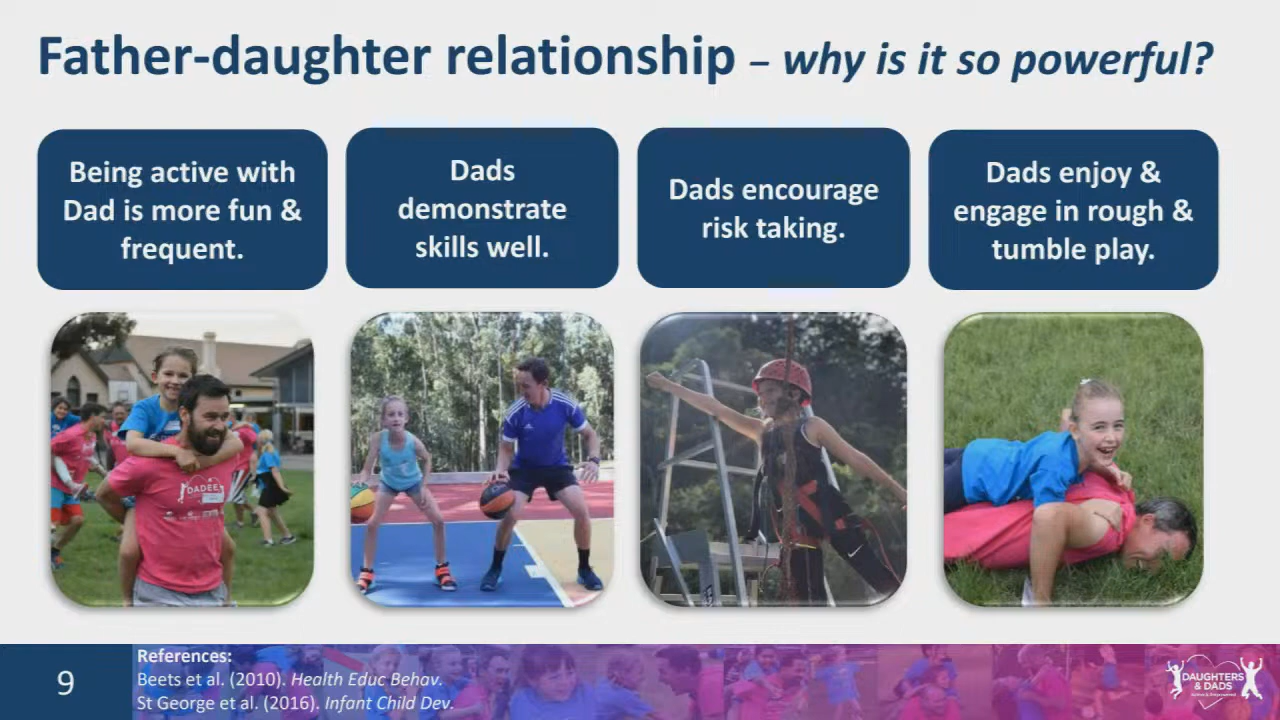 Father-daughter relationship – why is it so powerful?
Being active with
Dad is more fun &
frequent.
Dads
demonstrate
skills well.
Dads encourage
risk taking.
Dads enjoy &
engage in rough &
tumble play.
DADEE
9
References:
Beets et al. (2010). Health Educ Behav.
St George et al. (2016). Infant Child Dev.
DAUGHTERS
& DADS
Active & Empowered